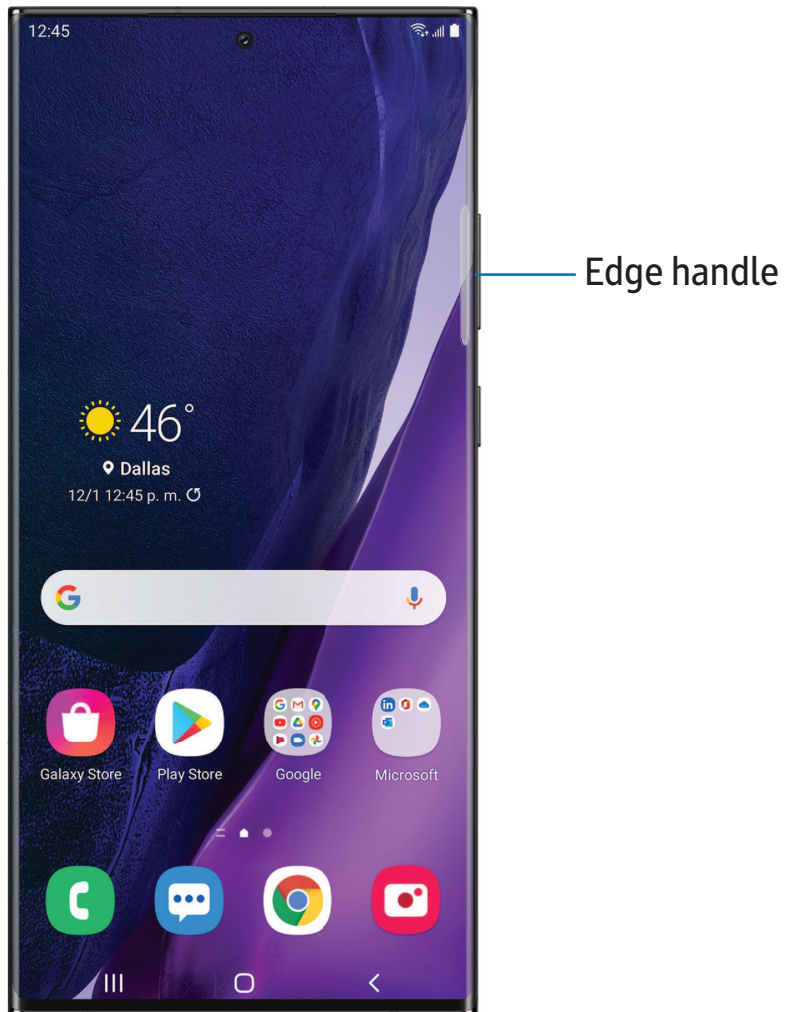 12:45
Edge handle
46°
Dallas
12/1 12:45 p. m.
Galaxy Store
Play Store
Google
Microsoft